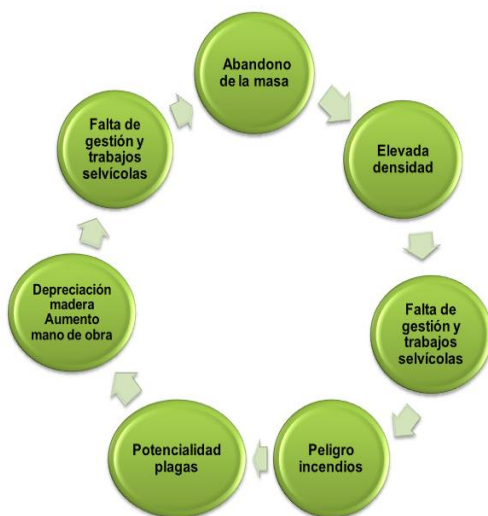 Abandono
de la masa
Elevada
densidad
Falta de
gestión y
trabajos
selvícolas
Peligro
incendios
Potencialidad
plagas
Depreciación
madera
Aumento
mano de obra
Falta de
gestión y
trabajos
selvícolas